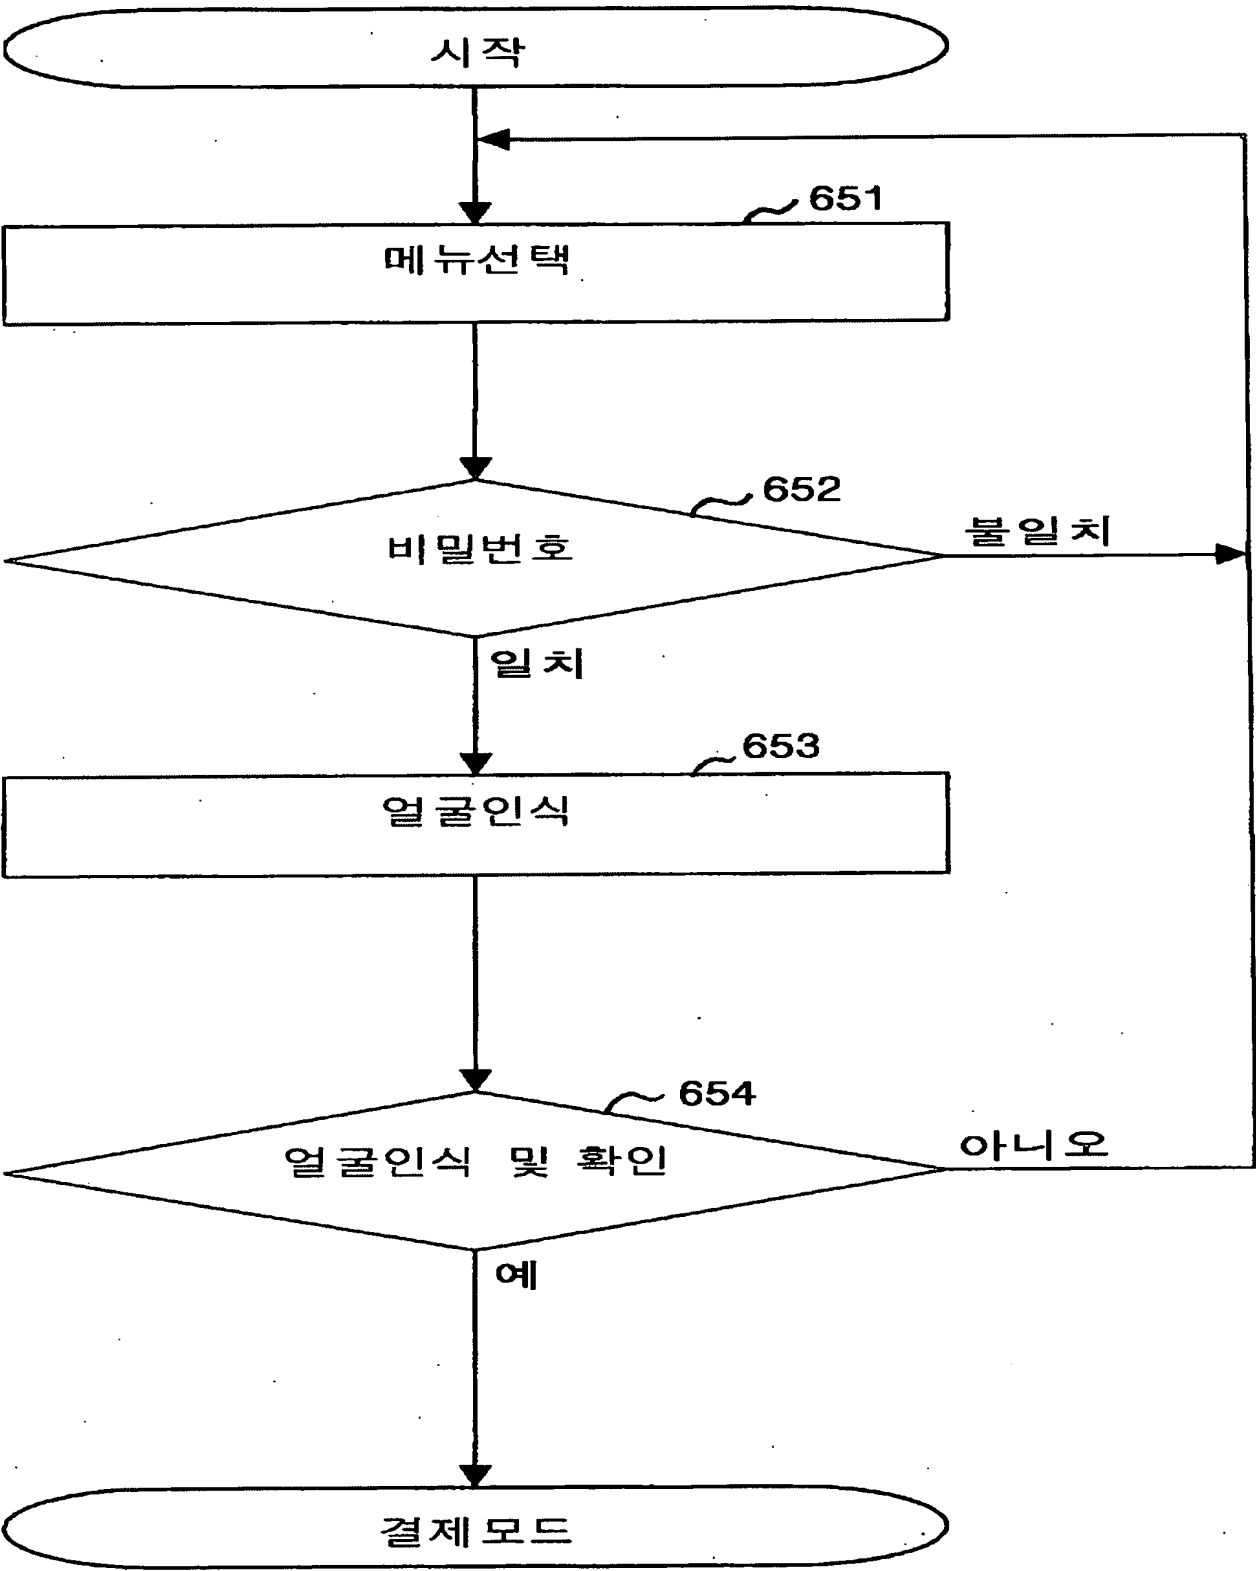 시작
651
메뉴선택
652
비밀번호
불일치
일치
653
얼굴인식
654
얼굴인식 및 확인
아니오
예
결제모드